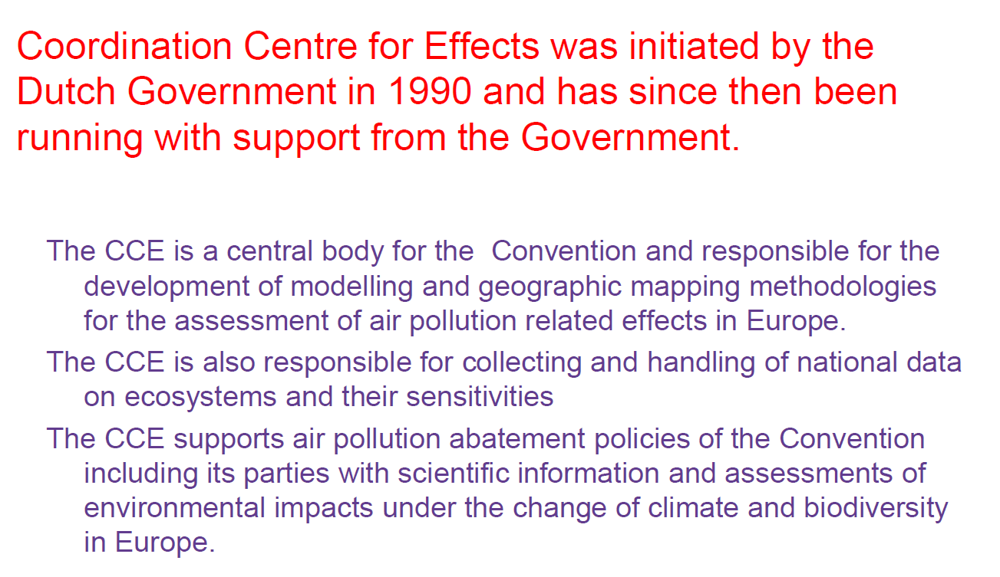 Coordination Centre for Effects was initiated by the
Dutch Government in 1990 and has since then been
running with support from the Government.
The CCE is a central body for the  Convention and responsible for the
development of modelling and geographic mapping methodologies
for the assessment of air pollution related effects in Europe.
The CCE is also responsible for collecting and handling of national data
on ecosystems and their sensitivities
The CCE supports air pollution abatement policies of the Convention
including its parties with scientific information and assessments of
environmental impacts under the change of climate and biodiversity
in Europe.